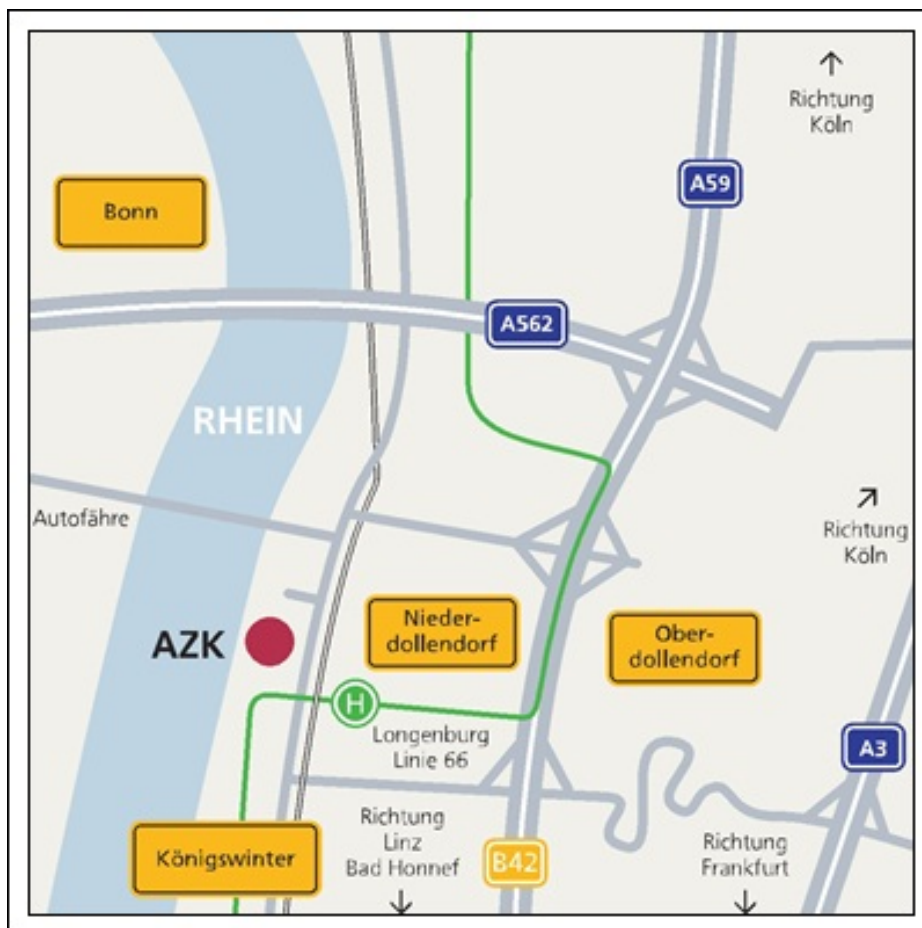 Richtung
Köln
A59
Bonn
A562
RHEIN
Autofähre
Richtung
Köln
Nieder-
dollendorf
Ober-
dollendorf
AZK
H
Longenburg
Linie 66
A3
Richtung
Linz
Bad Honnef
Königswinter
B42
Richtung
Frankfurt